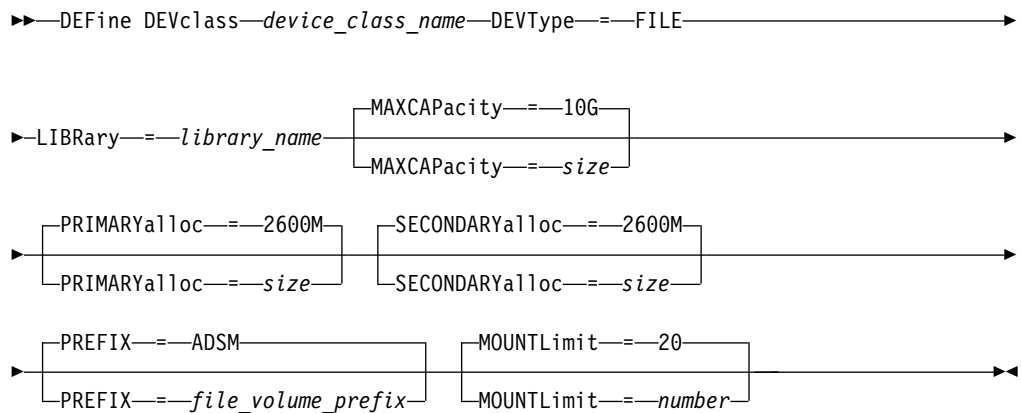 ►►─DEFine DEVclass─device_class_name─DEVType─=─FILE─►
MAXCAPacity─=─10G
►─LIBRary─=─library_name─►
MAXCAPacity─=─size
PRIMARYalloc─=─2600M SECONDARYalloc─=─2600M
PRIMARYalloc─=─size SECONDARYalloc─=─size
PREFIX─=─ADSM MOUNTLimit─=─20
PREFIX─=─file_volume_prefix MOUNTLimit─=─number